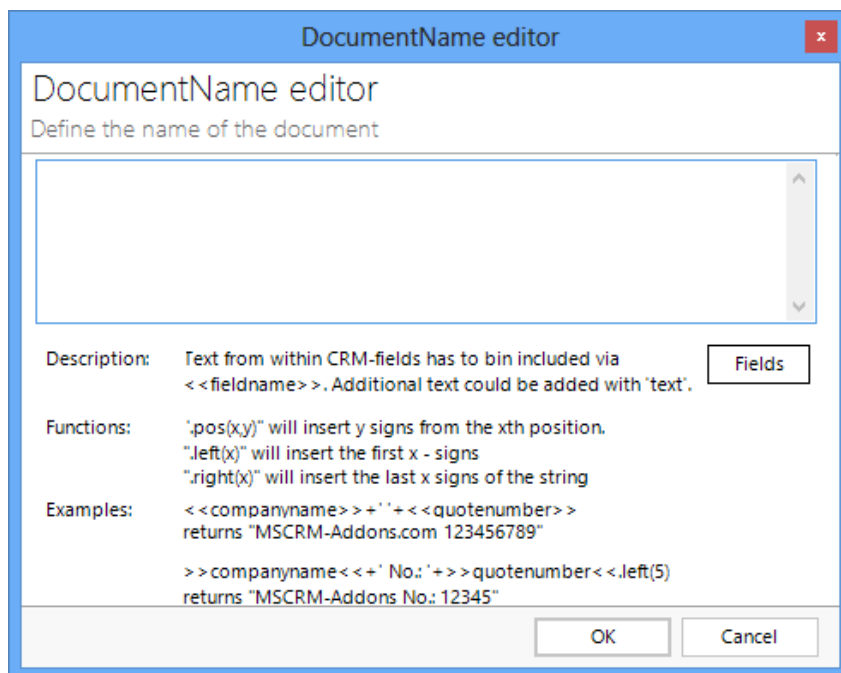 DocumentName editor
x
DocumentName editor
Define the name of the document
Description: Text from within CRM-fields has to bin included via
<<fieldname>>. Additional text could be added with 'text'.
Fields
Functions: '.pos(x,y)" will insert y signs from the xth position.
".left(x)" will insert the first x - signs
".right(x)" will insert the last x signs of the string
Examples: <<companyname>>+' '+<<quotenumber>>
returns "MSCRM-Addons.com 123456789"
>>companyname<<+' No.: '+>>quotenumber<<.left(5)
returns "MSCRM-Addons No.: 12345"
OK Cancel